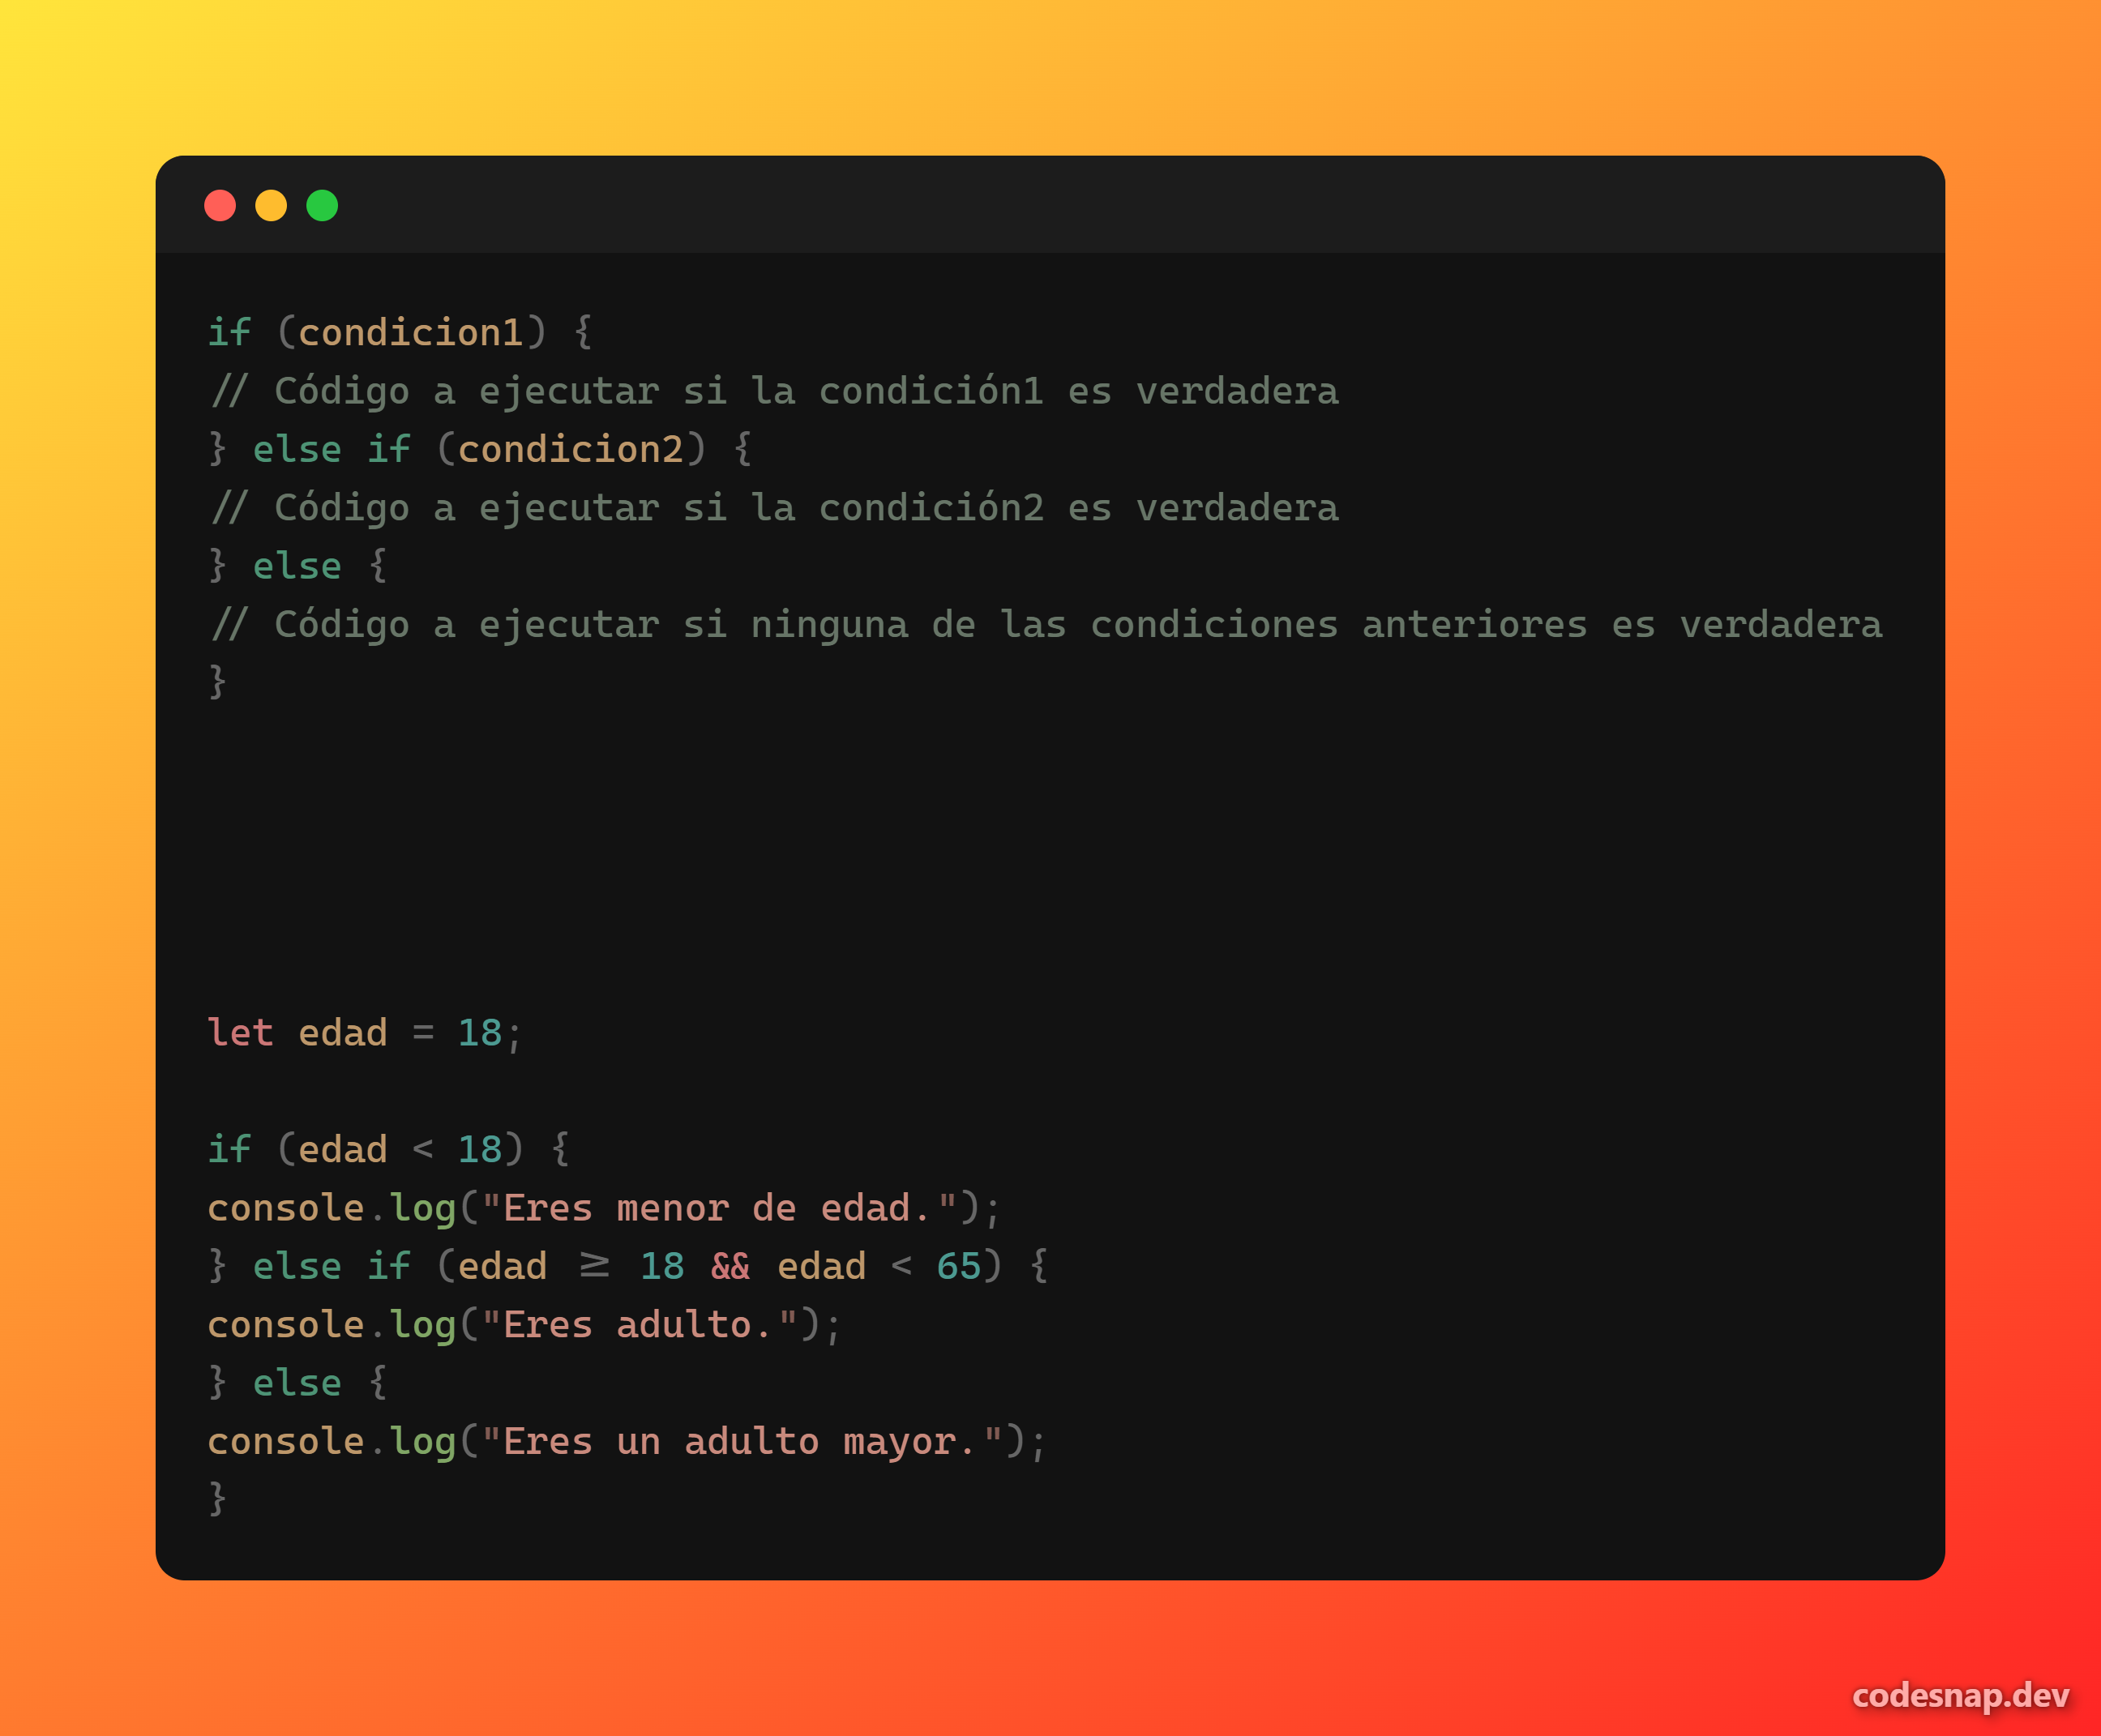 if (condicion1) {
// Código a ejecutar si la condición1 es verdadera
} else if (condicion2) {
// Código a ejecutar si la condición2 es verdadera
} else {
// Código a ejecutar si ninguna de las condiciones anteriores es verdadera
}
let edad = 18;
if (edad < 18) {
console.log("Eres menor de edad.");
} else if (edad ≥ 18 && edad < 65) {
console.log("Eres adulto.");
} else {
console.log("Eres un adulto mayor.");
}
codesnap.dev